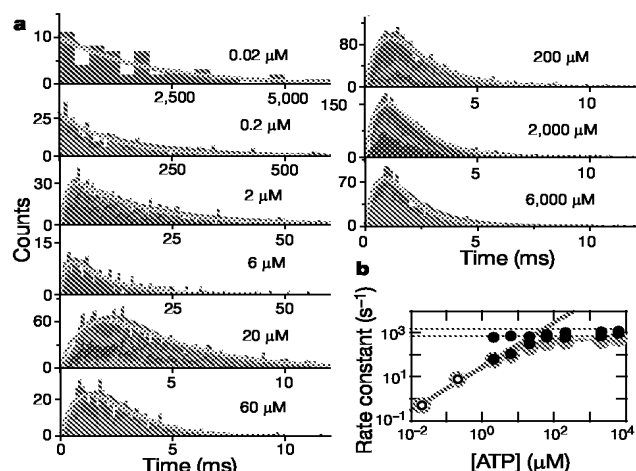 a
Counts
10
5
0
0.02 µM
2,500 5,000
25
0
0.2 µM
250 500
30
0
2 µM
25 50
15
0
6 µM
25 50
60
0
20 µM
5 10
20
0
60 µM
5 10
Time (ms)
80
0
200 µM
5 10
150
0
2,000 µM
5 10
70
0
6,000 µM
0 5 10
Time (ms)
b
Rate constant (s⁻¹)
10³
10¹
10⁻¹
10⁻² 10⁰ 10² 10⁴
[ATP] (µM)